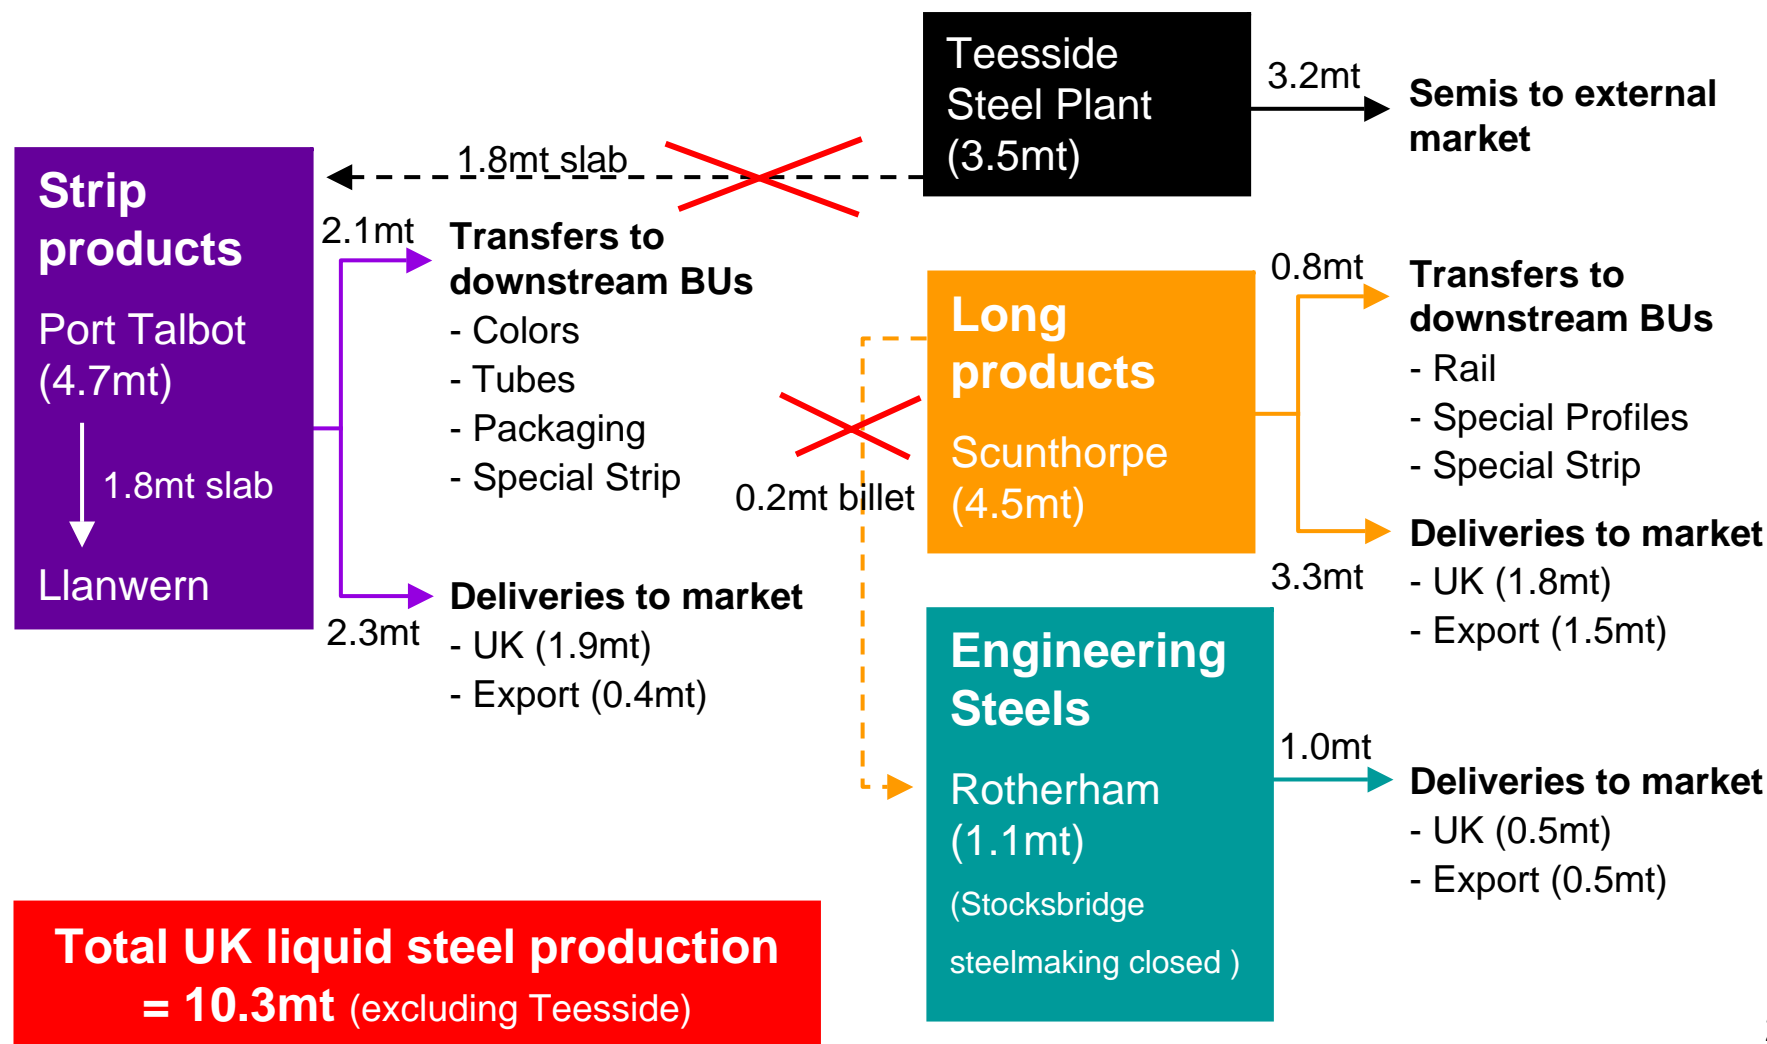 Teesside
Steel Plant
(3.5mt)
3.2mt
Semis to external
market
1.8mt slab
Strip
products
Port Talbot
(4.7mt)
1.8mt slab
Llanwern
2.1mt
Transfers to
downstream BUs
- Colors
- Tubes
- Packaging
- Special Strip
2.3mt
Deliveries to market
- UK (1.9mt)
- Export (0.4mt)
0.2mt billet
Long
products
Scunthorpe
(4.5mt)
0.8mt
Transfers to
downstream BUs
- Rail
- Special Profiles
- Special Strip
3.3mt
Deliveries to market
- UK (1.8mt)
- Export (1.5mt)
Engineering
Steels
Rotherham
(1.1mt)
(Stocksbridge
steelmaking closed )
1.0mt
Deliveries to market
- UK (0.5mt)
- Export (0.5mt)
Total UK liquid steel production
= 10.3mt (excluding Teesside)